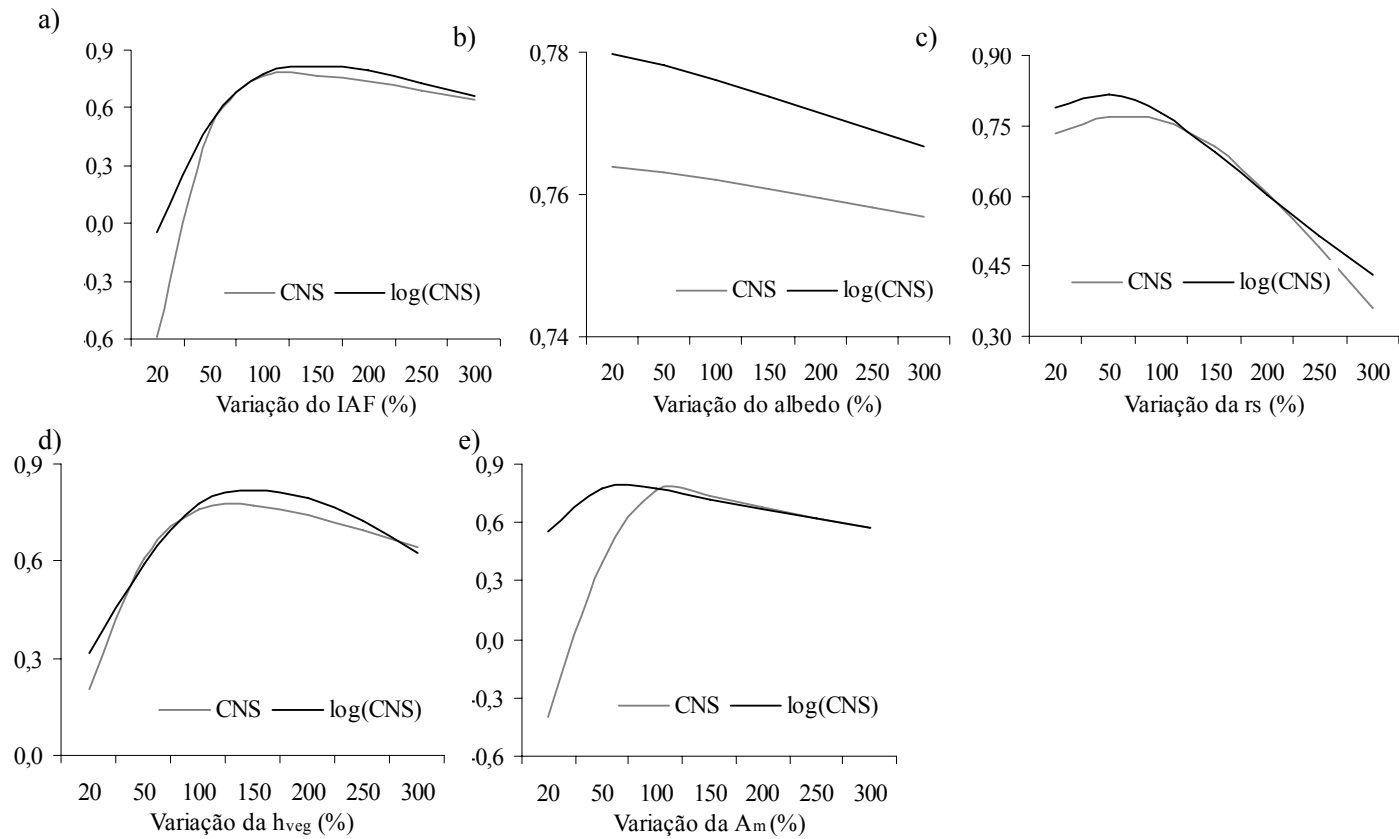 a)
0,9
0,6
0,3
0,0
0,3
.0,6
CNS log(CNS)
20 50 100 150 200 300
Variação do IAF (%)
b)
0,78
0,76
0,74
CNS log(CNS)
20 50 100 150 200 300
Variação do albedo (%)
c)
0,90
0,75
0,60
0,45
0,30
CNS log(CNS)
20 50 100 150 200 300
Variação da rs (%)
d)
0,9
0,6
0,3
0,0
CNS log(CNS)
20 50 100 150 200 300
Variação da hveg (%)
e)
0,9
0,6
0,3
0,0
-0,3
-0,6
CNS log(CNS)
20 50 100 150 200 300
Variação da Am (%)